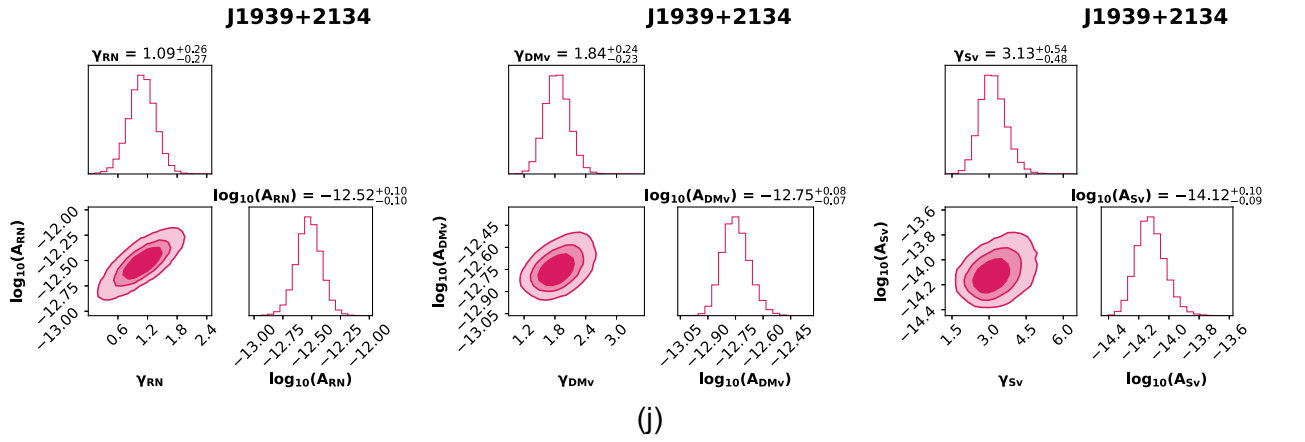 J1939+2134
γRN = 1.09+0.26−0.27
log10(ARN) = −12.52+0.10−0.10
log10(ARN)
−12.00
−12.25
−12.50
−12.75
−13.00
0.6 1.2 1.8 2.4
γRN
−13.00 −12.75 −12.50 −12.25 −12.00
log10(ARN)
J1939+2134
γDMv = 1.84+0.24−0.23
log10(ADMv) = −12.75+0.08−0.07
log10(ADMv)
−12.45
−12.60
−12.75
−12.90
−13.05
1.2 1.8 2.4 3.0
γDMv
−13.05 −12.90 −12.75 −12.60 −12.45
log10(ADMv)
J1939+2134
γSv = 3.13+0.54−0.48
log10(ASv) = −14.12+0.10−0.09
log10(ASv)
−13.6
−13.8
−14.0
−14.2
−14.4
1.5 3.0 4.5 6.0
γSv
−14.4 −14.2 −14.0 −13.8 −13.6
log10(ASv)
(j)